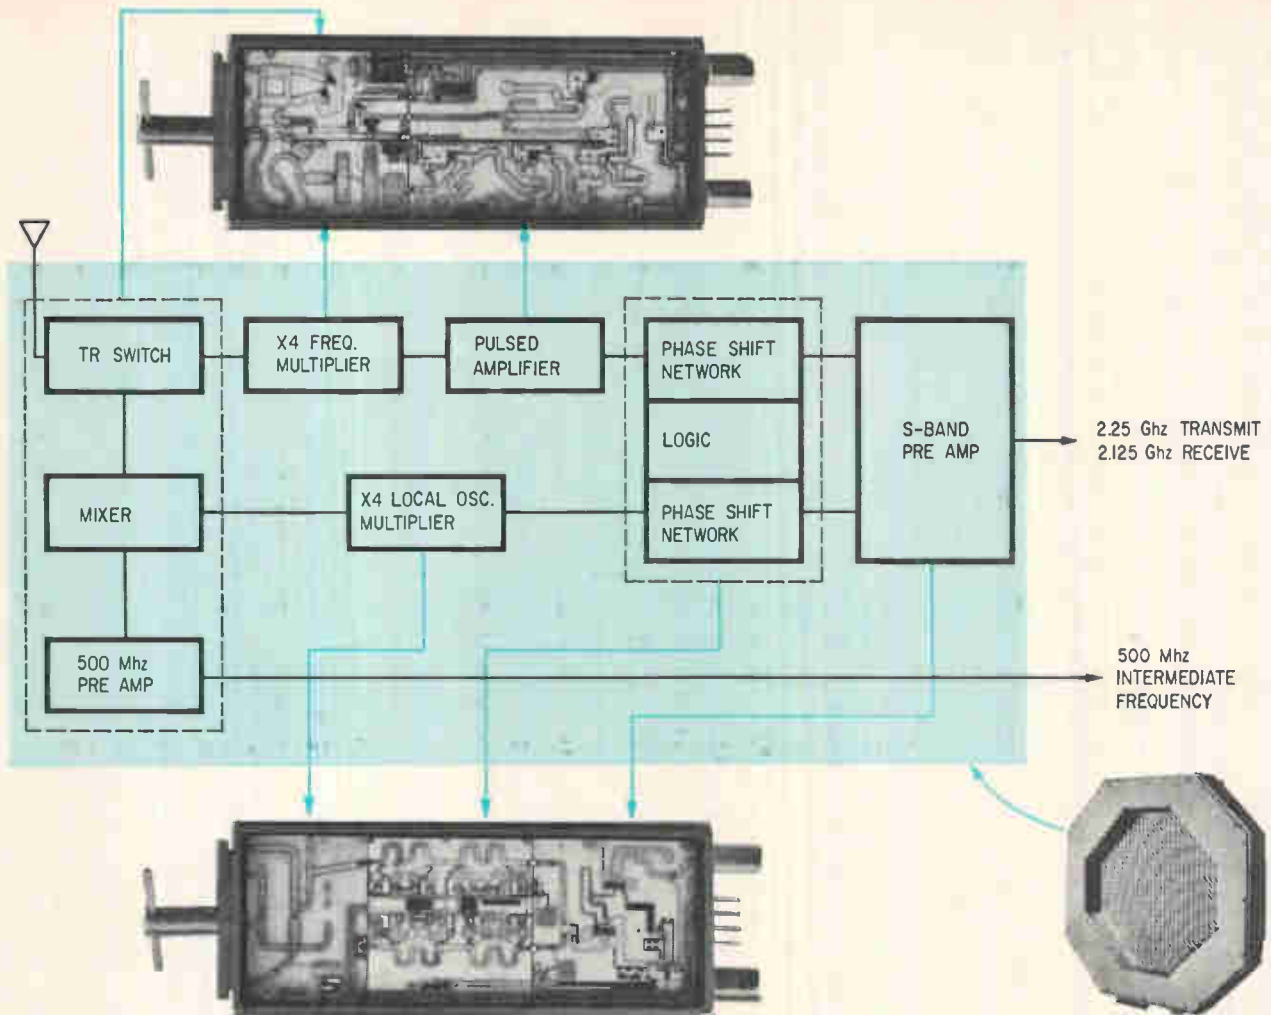 TR SWITCH
X4 FREQ.
MULTIPLIER
PULSED
AMPLIFIER
PHASE SHIFT
NETWORK
LOGIC
PHASE SHIFT
NETWORK
S-BAND
PRE AMP
2.25 Ghz TRANSMIT
2.125 Ghz RECEIVE
MIXER
X4 LOCAL OSC.
MULTIPLIER
500 Mhz
PRE AMP
500 Mhz
INTERMEDIATE
FREQUENCY